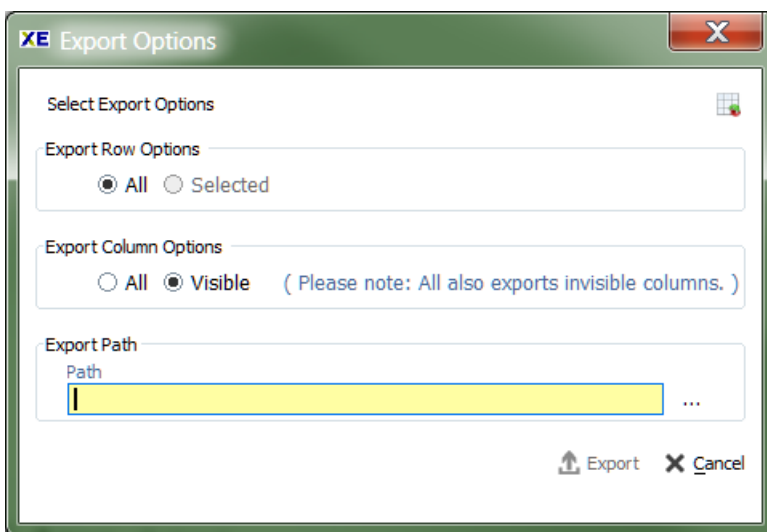 XE Export Options
X
Select Export Options
Export Row Options
All Selected
Export Column Options
All Visible ( Please note: All also exports invisible columns. )
Export Path
Path
...
Export Cancel